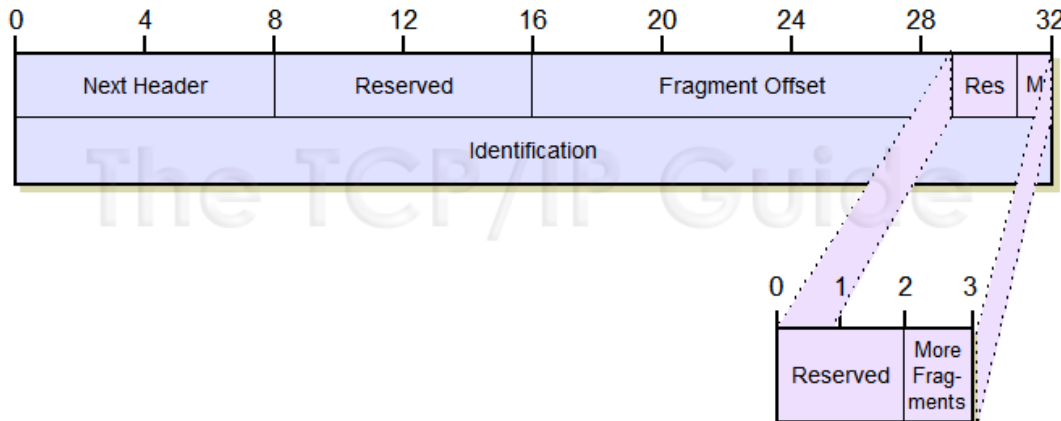 0 4 8 12 16 20 24 28 32
Next Header Reserved Fragment Offset Res M
Identification
The TCP/IP Guide
0 1 2 3
Reserved More
Frag-
ments